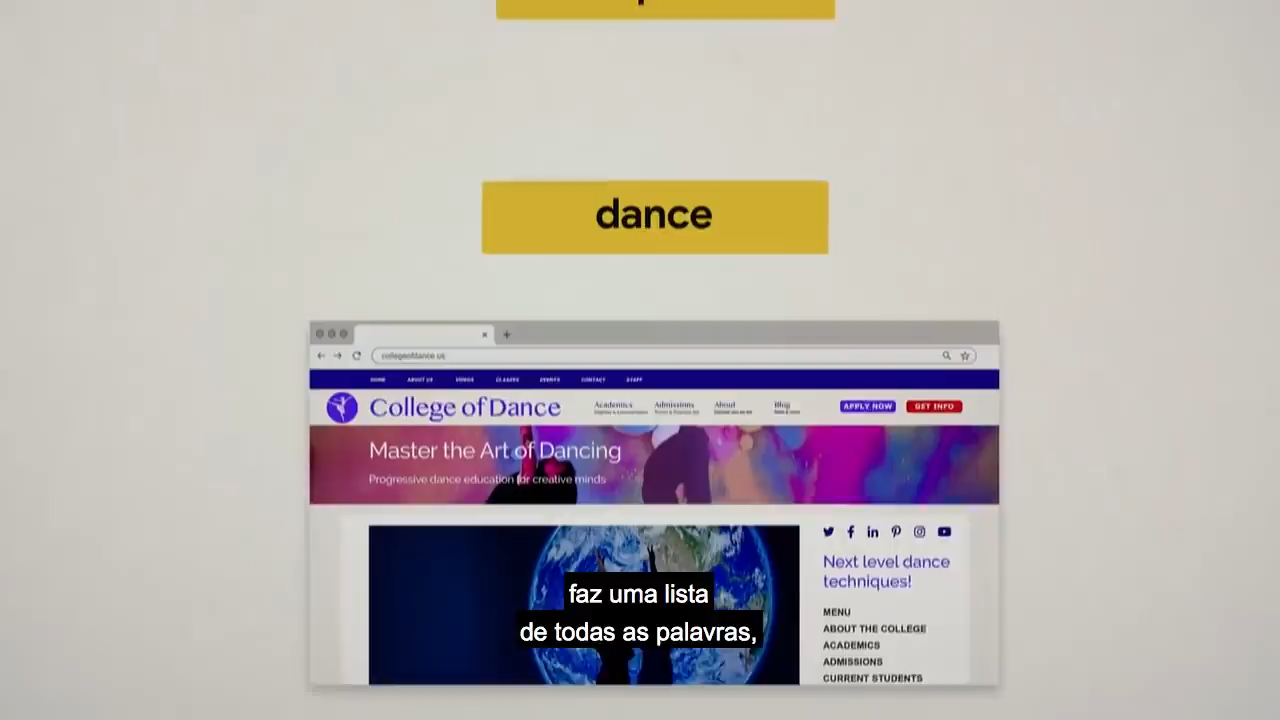 dance
collegeofdance.us
HOME ABOUT US VIDEOS CLASSES EVENTS CONTACT STAFF
College of Dance
Academics Admissions About Blog
APPLY NOW GET INFO
Master the Art of Dancing
Progressive dance education for creative minds
Next level dance
techniques!
MENU
ABOUT THE COLLEGE
ACADEMICS
ADMISSIONS
CURRENT STUDENTS
faz uma lista
de todas as palavras,